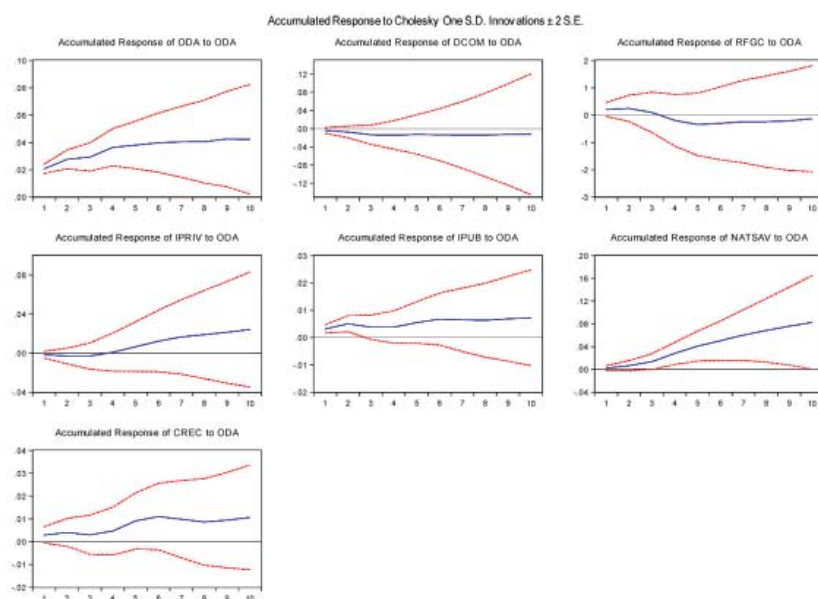 Accumulated Response to Cholesky One S.D. Innovations ± 2 S.E.
Accumulated Response of ODA to ODA
.10
.08
.06
.04
.02
.00
1 2 3 4 5 6 7 8 9 10
Accumulated Response of DCOM to ODA
.12
.08
.04
.00
-.04
-.08
-.12
1 2 3 4 5 6 7 8 9 10
Accumulated Response of RFGC to ODA
2
1
0
-1
-2
-3
1 2 3 4 5 6 7 8 9 10
Accumulated Response of IPRIV to ODA
.08
.04
.00
-.04
1 2 3 4 5 6 7 8 9 10
Accumulated Response of IPUB to ODA
.03
.02
.01
.00
-.01
-.02
1 2 3 4 5 6 7 8 9 10
Accumulated Response of NATSAV to ODA
.20
.16
.12
.08
.04
.00
-.04
1 2 3 4 5 6 7 8 9 10
Accumulated Response of CREC to ODA
.04
.03
.02
.01
.00
-.01
-.02
1 2 3 4 5 6 7 8 9 10